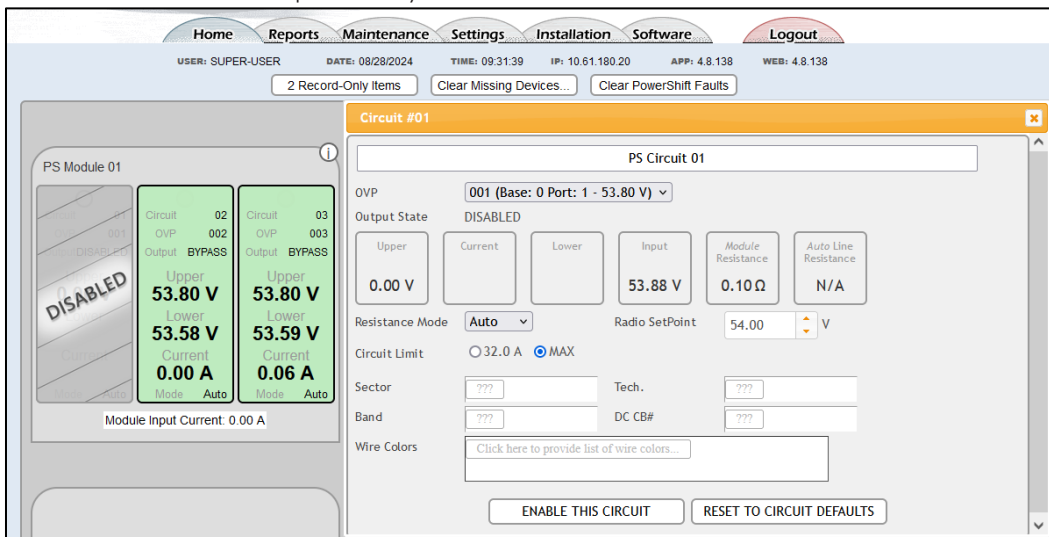 Home Reports Maintenance Settings Installation Software Logout
USER: SUPER-USER DATE: 08/28/2024 TIME: 09:31:39 IP: 10.61.180.20 APP: 4.8.138 WEB: 4.8.138
2 Record-Only Items Clear Missing Devices... Clear PowerShift Faults
Circuit #01
PS Module 01
DISABLED
Circuit 02
OVP 002
Output BYPASS
Upper
53.80 V
Lower
53.58 V
Current
0.00 A
Mode Auto
Circuit 03
OVP 003
Output BYPASS
Upper
53.80 V
Lower
53.59 V
Current
0.06 A
Mode Auto
Module Input Current: 0.00 A
PS Circuit 01
OVP 001 (Base: 0 Port: 1 - 53.80 V)
Output State DISABLED
Upper Current Lower Input Module Resistance Auto Line Resistance
0.00 V 53.88 V 0.10 Ω N/A
Resistance Mode Auto Radio SetPoint 54.00 V
Circuit Limit 32.0 A MAX
Sector ??? Tech. ???
Band ??? DC CB# ???
Wire Colors Click here to provide list of wire colors...
ENABLE THIS CIRCUIT RESET TO CIRCUIT DEFAULTS